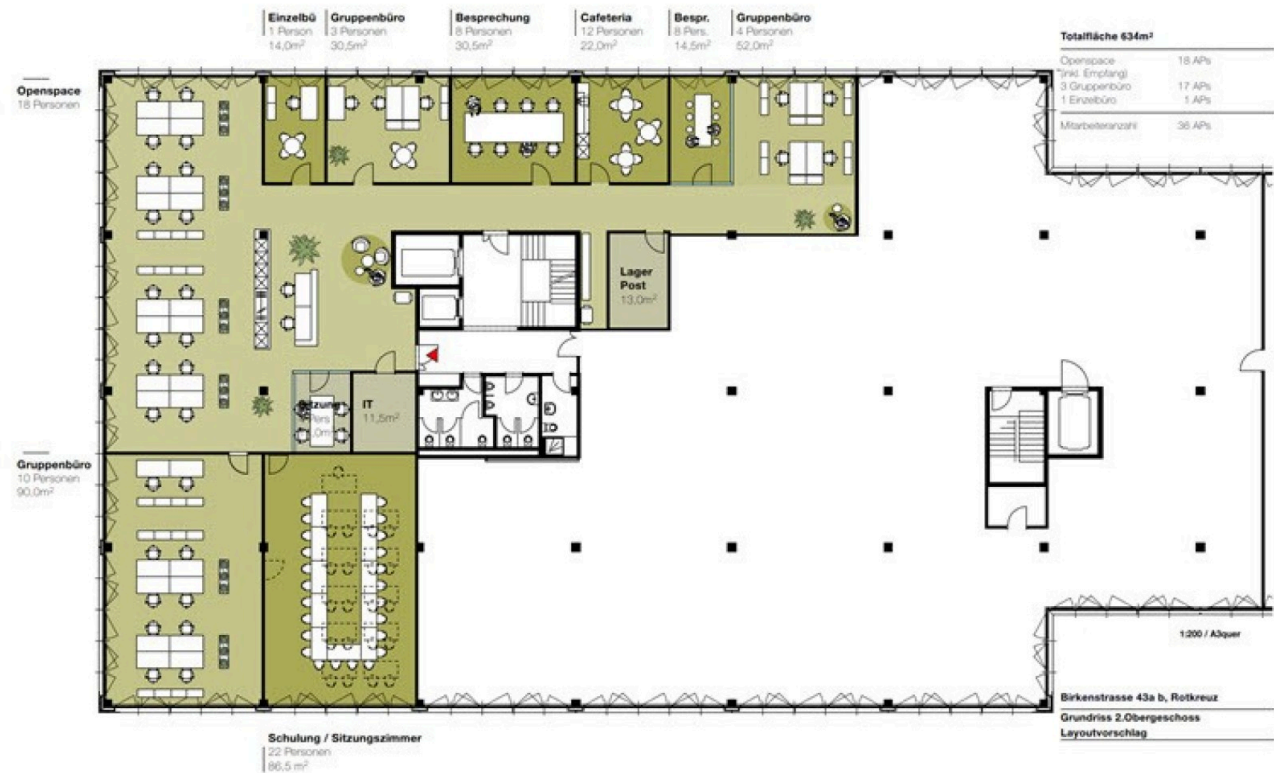 Einzelbü
1 Person
14,0m²
Gruppenbüro
3 Personen
30,5m²
Besprechung
8 Personen
30,5m²
Cafeteria
12 Personen
22,0m²
Bespr.
8 Pers.
14,5m²
Gruppenbüro
4 Personen
52,0m²
Totalfläche 634m²
Openspace 18 APs
(inkl. Empfang)
3 Gruppenbüro 17 APs
1 Einzelbüro 1 APs
Mitarbeiteranzahl 36 APs
Openspace
18 Personen
Lager
Post
13,0m²
Sitzung
Pers
,0m²
IT
11,5m²
Gruppenbüro
10 Personen
90,0m²
1:200 / A3quer
Birkenstrasse 43a b, Rotkreuz
Grundriss 2.Obergeschoss
Layoutvorschlag
Schulung / Sitzungszimmer
22 Personen
86,5 m²